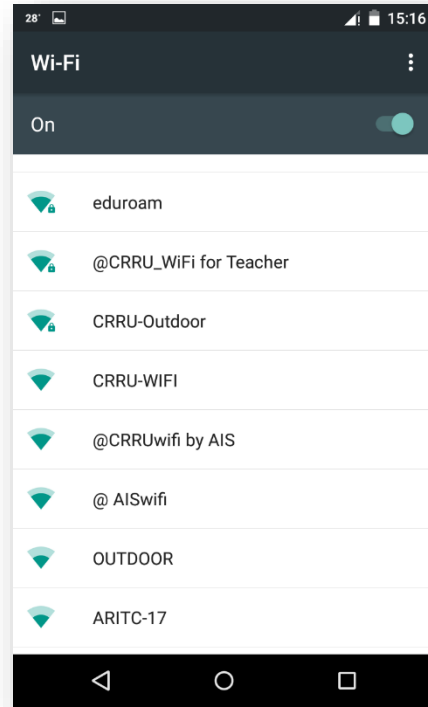 28°
15:16
Wi-Fi
On
eduroam
@CRRU_WiFi for Teacher
CRRU-Outdoor
CRRU-WIFI
@CRRUwifi by AIS
@ AISwifi
OUTDOOR
ARITC-17